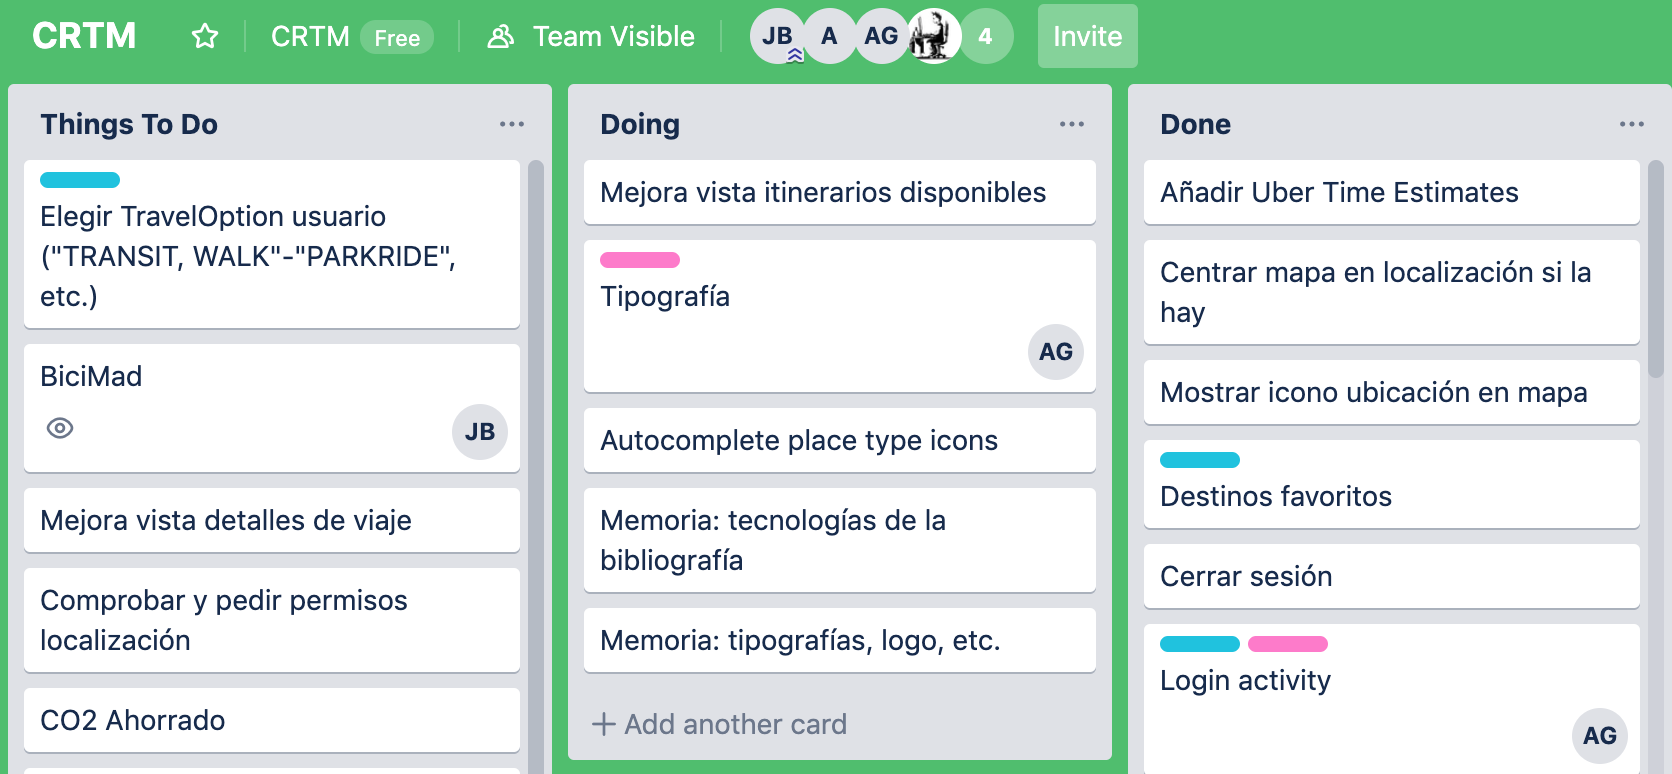 CRTM
CRTM Free
Team Visible
JB
A
AG
4
Invite
Things To Do
Elegir TravelOption usuario
("TRANSIT, WALK"-"PARKRIDE",
etc.)
BiciMad
JB
Mejora vista detalles de viaje
Comprobar y pedir permisos
localización
CO2 Ahorrado
Doing
Mejora vista itinerarios disponibles
Tipografía
AG
Autocomplete place type icons
Memoria: tecnologías de la
bibliografía
Memoria: tipografías, logo, etc.
+ Add another card
Done
Añadir Uber Time Estimates
Centrar mapa en localización si la
hay
Mostrar icono ubicación en mapa
Destinos favoritos
Cerrar sesión
Login activity
AG